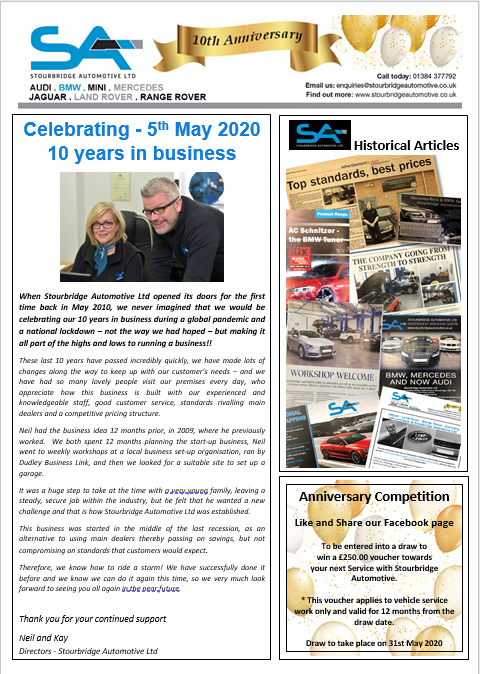 SA
STOURBRIDGE AUTOMOTIVE LTD
AUDI . BMW . MINI . MERCEDES
JAGUAR . LAND ROVER . RANGE ROVER
10th Anniversary
Call today: 01384 377792
Email us: enquiries@stourbridgeautomotive.co.uk
Find out more: www.stourbridgeautomotive.co.uk
Celebrating - 5th May 2020
10 years in business
When Stourbridge Automotive Ltd opened its doors for the first
time back in May 2010, we never imagined that we would be
celebrating our 10 years in business during a global pandemic and
a national lockdown – not the way we had hoped – but making it
all part of the highs and lows to running a business!!
These last 10 years have passed incredibly quickly, we have made lots of
changes along the way to keep up with our customer's needs – and we
have had so many lovely people visit our premises every day, who
appreciate how this business is built with our experienced and
knowledgeable staff, good customer service, standards rivalling main
dealers and a competitive pricing structure.
Neil had the business idea 12 months prior, in 2009, where he previously
worked. We both spent 12 months planning the start-up business, Neil
went to weekly workshops at a local business set-up organisation, ran by
Dudley Business Link, and then we looked for a suitable site to set up a
garage.
It was a huge step to take at the time with a very young family, leaving a
steady, secure job within the industry, but he felt that he wanted a new
challenge and that is how Stourbridge Automotive Ltd was established.
This business was started in the middle of the last recession, as an
alternative to using main dealers thereby passing on savings, but not
compromising on standards that customers would expect.
Therefore, we know how to ride a storm! We have successfully done it
before and we know we can do it again this time, so we very much look
forward to seeing you all again in the near future.
Thank you for your continued support
Neil and Kay
Directors - Stourbridge Automotive Ltd
SA
STOURBRIDGE AUTOMOTIVE LTD
Historical Articles
Top standards, best prices
Product Range
AC Schnitzer -
the BMW Tuner
THE COMPANY GOING FROM
STRENGTH TO STRENGTH
WORKSHOP WELCOME
BMW, MERCEDES
AND NOW AUDI
SA
Anniversary Competition
Like and Share our Facebook page
To be entered into a draw to
win a £250.00 voucher towards
your next Service with Stourbridge
Automotive.
* This voucher applies to vehicle service
work only and valid for 12 months from the
draw date.
Draw to take place on 31st May 2020